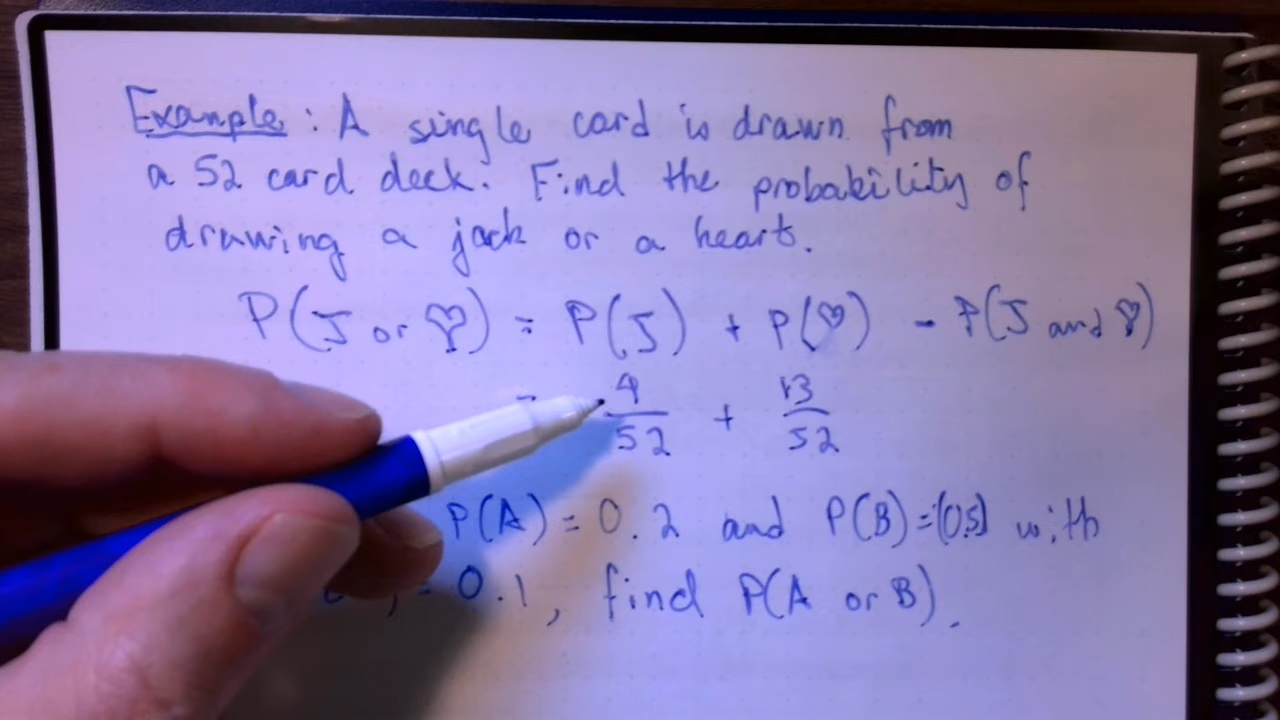 Example: A single card is drawn from
a 52 card deck. Find the probability of
drawing a jack or a heart.
P(J or ♡) = P(J) + P(♡) - P(J and ♡)
= 4/52 + 13/52
P(A) = 0.2 and P(B) = (0.5) with
= 0.1, find P(A or B).